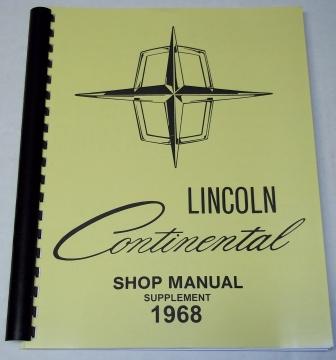 LINCOLN
Continental
SHOP MANUAL
SUPPLEMENT
1968